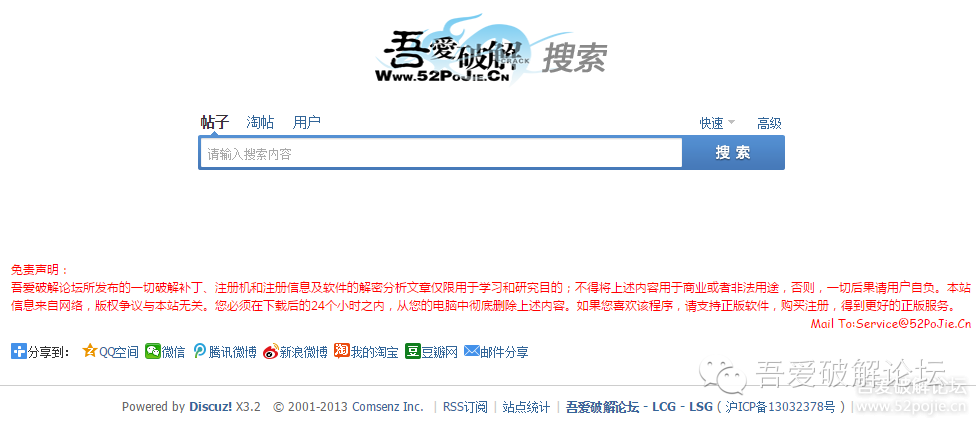 吾愛破解
CRACK
www.52PoJie.Cn
搜索
帖子 淘帖 用户 快速 高级
请输入搜索内容 搜索
免责声明：
吾爱破解论坛所发布的一切破解补丁、注册机和注册信息及软件的解密分析文章仅限用于学习和研究目的；不得将上述内容用于商业或者非法用途，否则，一切后果请用户自负。本站
信息来自网络，版权争议与本站无关。您必须在下载后的24个小时之内，从您的电脑中彻底删除上述内容。如果您喜欢该程序，请支持正版软件，购买注册，得到更好的正版服务。
Mail To:Service@52PoJie.Cn
分享到： QQ空间 微信 腾讯微博 新浪微博 淘 我的淘宝 豆 豆瓣网 邮件分享
吾爱破解论坛
Powered by Discuz! X3.2 © 2001-2013 Comsenz Inc. | RSS订阅 | 站点统计 | 吾爱破解论坛 - LCG - LSG ( 沪ICP备13032378号 ) |
吾爱破解论坛
www.52pojie.cn